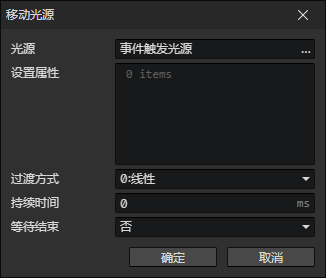 移动光源
光源 事件触发光源 ...
设置属性 0 items
过渡方式 0:线性
持续时间 0 ms
等待结束 否
确定 取消